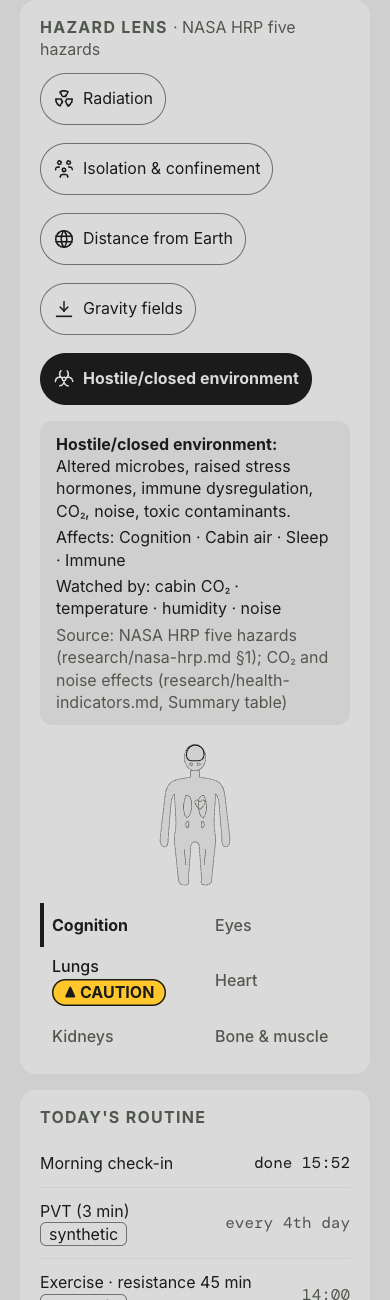 HAZARD LENS · NASA HRP five
hazards
Radiation
Isolation & confinement
Distance from Earth
Gravity fields
Hostile/closed environment
Hostile/closed environment:
Altered microbes, raised stress
hormones, immune dysregulation,
CO₂, noise, toxic contaminants.
Affects: Cognition · Cabin air · Sleep
· Immune
Watched by: cabin CO₂ ·
temperature · humidity · noise
Source: NASA HRP five hazards
(research/nasa-hrp.md §1); CO₂ and
noise effects (research/health-
indicators.md, Summary table)
Cognition
Eyes
Lungs
CAUTION
Heart
Kidneys
Bone & muscle
TODAY'S ROUTINE
Morning check-in
done 15:52
PVT (3 min)
synthetic
every 4th day
Exercise · resistance 45 min
14:00